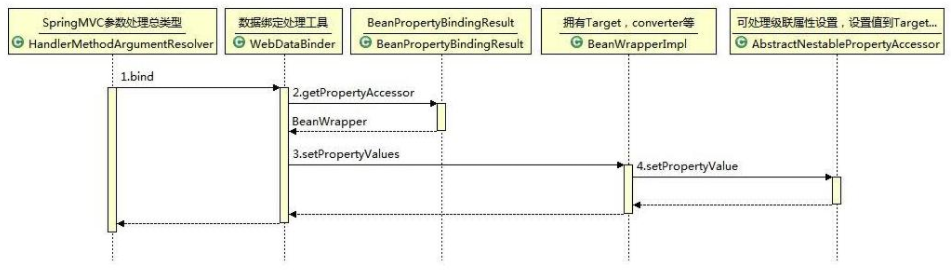 SpringMVC参数处理总类型
C HandlerMethodArgumentResolver
数据绑定处理工具
C WebDataBinder
BeanPropertyBindingResult
C BeanPropertyBindingResult
拥有Target，converter等
C BeanWrapperImpl
可处理级联属性设置，设置值到Target...
C AbstractNestablePropertyAccessor
1.bind
2.getPropertyAccessor
BeanWrapper
3.setPropertyValues
4.setPropertyValue